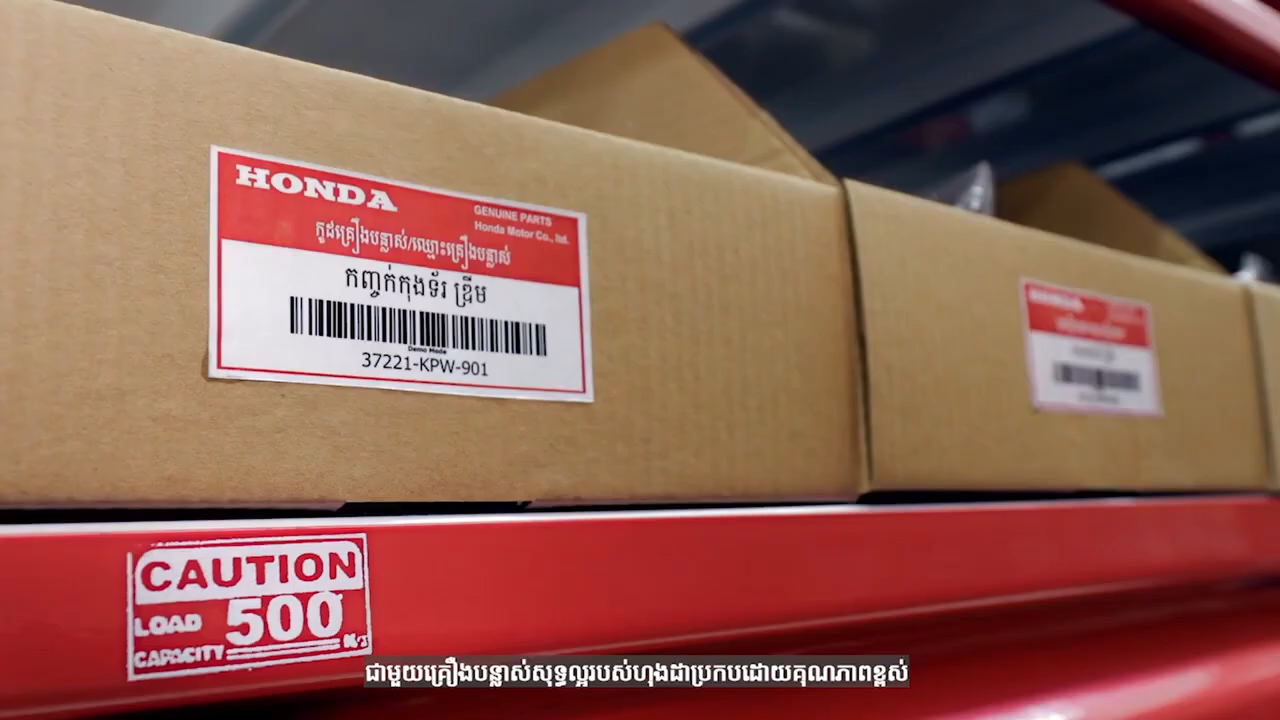 HONDA
GENUINE PARTS
Honda Motor Co., ltd.
កូដគ្រឿងបន្លាស់/ឈ្មោះគ្រឿងបន្លាស់
កញ្ចក់កុងទ័រ ឌ្រីម
Demo Mode
37221-KPW-901
HONDA
CAUTION
LOAD 500
CAPACITY KG
ជាមួយគ្រឿងបន្លាស់សុទ្ធល្អរបស់ហុងដាប្រកបដោយគុណភាពខ្ពស់